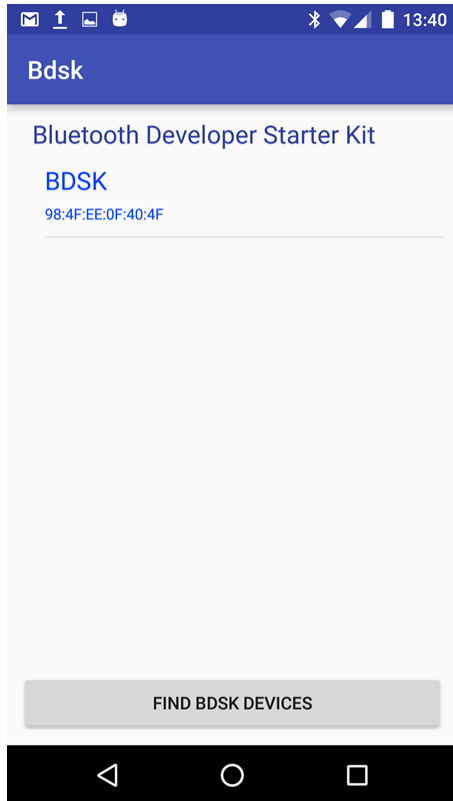 13:40
Bdsk
Bluetooth Developer Starter Kit
BDSK
98:4F:EE:0F:40:4F
FIND BDSK DEVICES